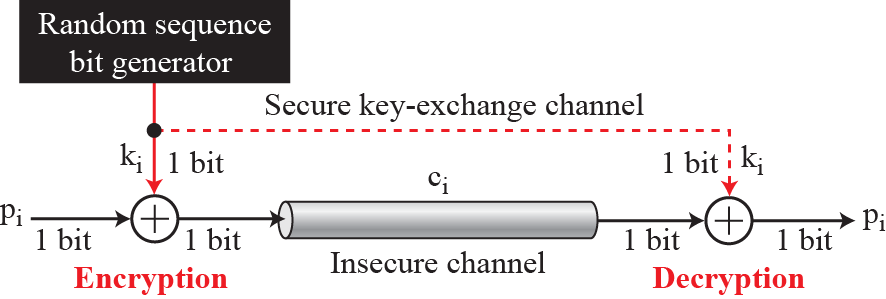 Random sequence
bit generator
Secure key-exchange channel
kᵢ 1 bit
1 bit kᵢ
cᵢ
pᵢ
1 bit
1 bit
1 bit
1 bit
pᵢ
Insecure channel
Encryption
Decryption